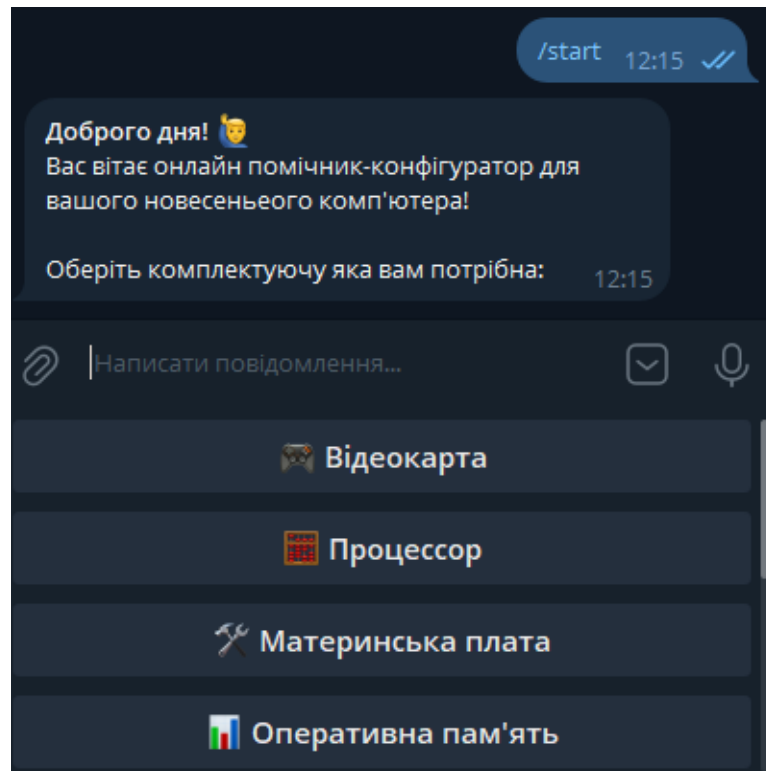 /start 12:15
Доброго дня! 🙋‍♂️
Вас вітає онлайн помічник-конфігуратор для
вашого новесеньеого комп'ютера!
Оберіть комплектуючу яка вам потрібна: 12:15
Написати повідомлення...
🎮 Відеокарта
🧮 Процессор
🛠 Материнська плата
📊 Оперативна пам'ять